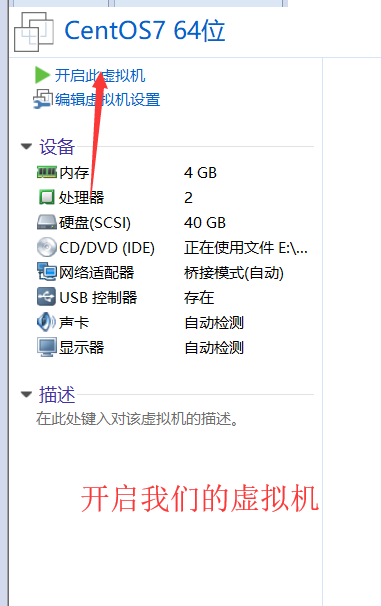 CentOS7 64位
开启此虚拟机
编辑虚拟机设置
设备
内存 4 GB
处理器 2
硬盘(SCSI) 40 GB
CD/DVD (IDE) 正在使用文件 E:\...
网络适配器 桥接模式(自动)
USB 控制器 存在
声卡 自动检测
显示器 自动检测
描述
在此处键入对该虚拟机的描述。
开启我们的虚拟机